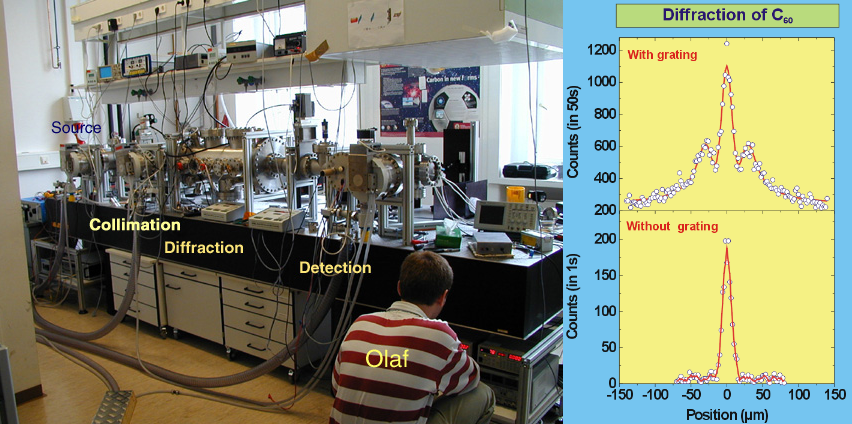 Source
Collimation
Diffraction
Detection
Olaf
Carbon in new Forms
Diffraction of C60
With grating
Counts (in 50s)
1200
1000
800
600
400
200
Without grating
Counts (in 1s)
200
150
100
50
0
-150 -100 -50 0 50 100 150
Position (µm)